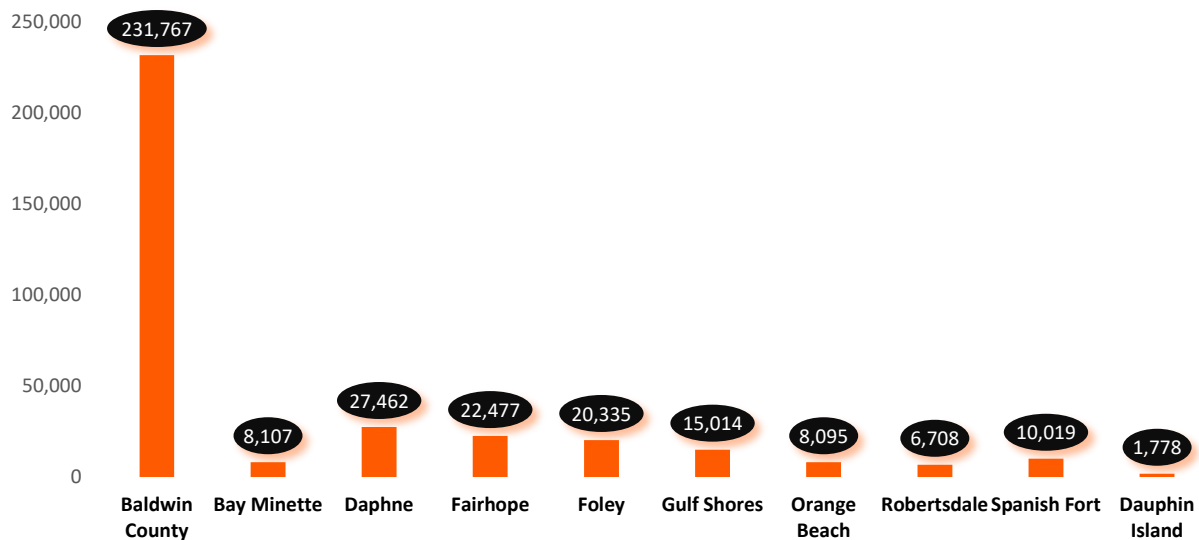 250,000
200,000
150,000
100,000
50,000
0
231,767
8,107
27,462
22,477
20,335
15,014
8,095
6,708
10,019
1,778
Baldwin
County
Bay Minette
Daphne
Fairhope
Foley
Gulf Shores
Orange
Beach
Robertsdale
Spanish Fort
Dauphin
Island